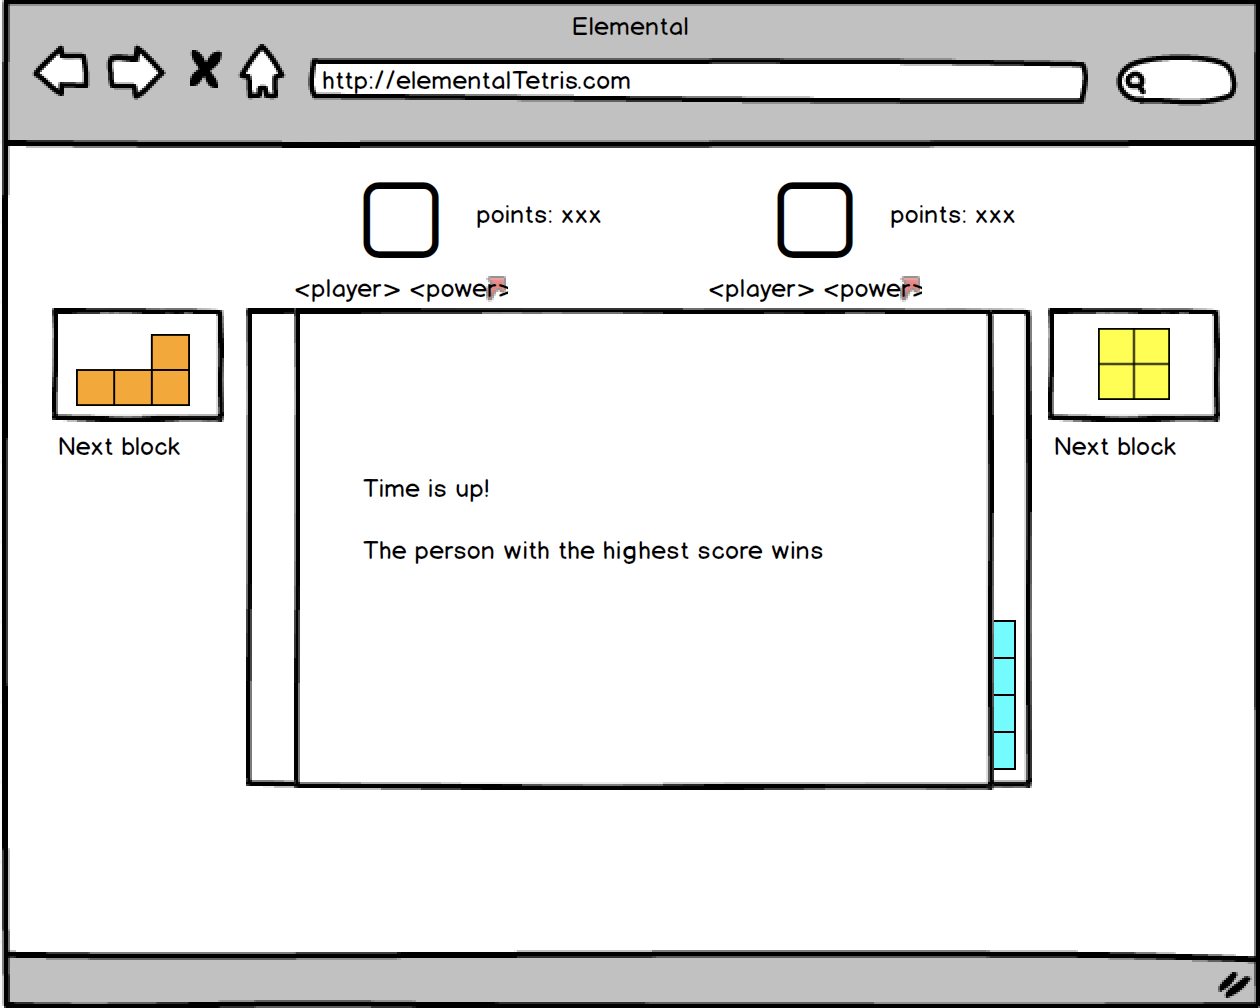 Elemental
http://elementalTetris.com
points: xxx
points: xxx
<player> <power>
<player> <power>
Next block
Next block
Time is up!
The person with the highest score wins